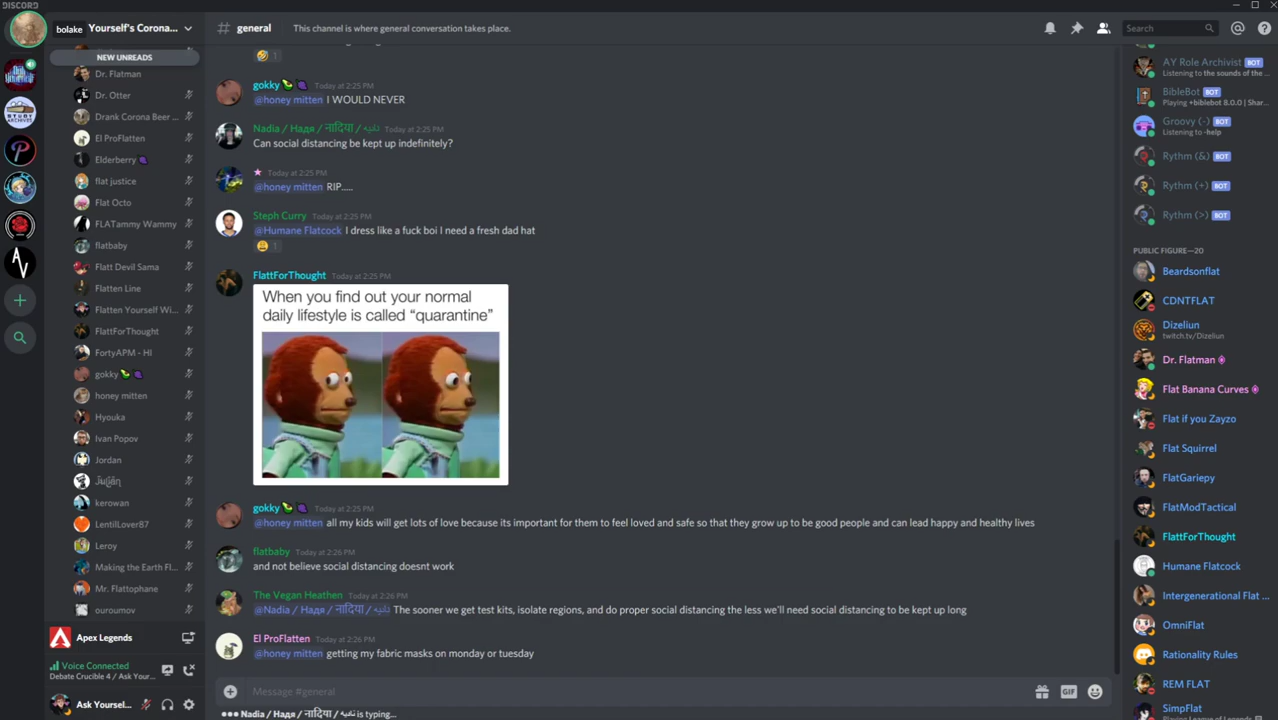 DISCORD
bolake
Yourself's Corona...
NEW UNREADS
Dr. Flatman
Dr. Otter
Drank Corona Beer ...
El ProFlatten
Elderberry
flat justice
Flat Octo
FLATammy Wammy
flatbaby
Flatt Devil Sama
Flatten Line
Flatten Yourself Wi...
FlattForThought
FortyAPM - HI
gokky
honey mitten
Hyouka
Ivan Popov
Jordan
kerowan
LentilLover87
Leroy
Making the Earth Fl...
Mr. Flattophane
ouroumov
Apex Legends
Voice Connected
Debate Crucible 4 / Ask Your...
Ask Yoursel...
# general
This channel is where general conversation takes place.
Search
1
gokky Today at 2:25 PM
@honey mitten I WOULD NEVER
Nadia / Надя / नादिया / نادية Today at 2:25 PM
Can social distancing be kept up indefinitely?
Today at 2:25 PM
@honey mitten RIP.....
Steph Curry Today at 2:25 PM
@Humane Flatcock I dress like a fuck boi I need a fresh dad hat
1
FlattForThought Today at 2:25 PM
When you find out your normal
daily lifestyle is called “quarantine”
gokky Today at 2:25 PM
@honey mitten all my kids will get lots of love because its important for them to feel loved and safe so that they grow up to be good people and can lead happy and healthy lives
flatbaby Today at 2:26 PM
and not believe social distancing doesnt work
The Vegan Heathen Today at 2:26 PM
@Nadia / Надя / नादिया / نادية The sooner we get test kits, isolate regions, and do proper social distancing the less we'll need social distancing to be kept up long
El ProFlatten Today at 2:26 PM
@honey mitten getting my fabric masks on monday or tuesday
Message #general
GIF
Nadia / Надя / नादिया / نادية is typing...
AY Role Archivist BOT
Listening to the sounds of the...
BibleBot BOT
Playing +biblebot 8.0.0 | Shar...
Groovy (-) BOT
Listening to -help
Rythm (&) BOT
Rythm (+) BOT
Rythm (>) BOT
PUBLIC FIGURE—20
Beardsonflat
CDNTFLAT
Dizeliun
twitch.tv/Dizeliun
Dr. Flatman
Flat Banana Curves
Flat if you Zayzo
Flat Squirrel
FlatGariepy
FlatModTactical
FlattForThought
Humane Flatcock
Intergenerational Flat ...
OmniFlat
Rationality Rules
REM FLAT
SimpFlat
Playing League of Legends